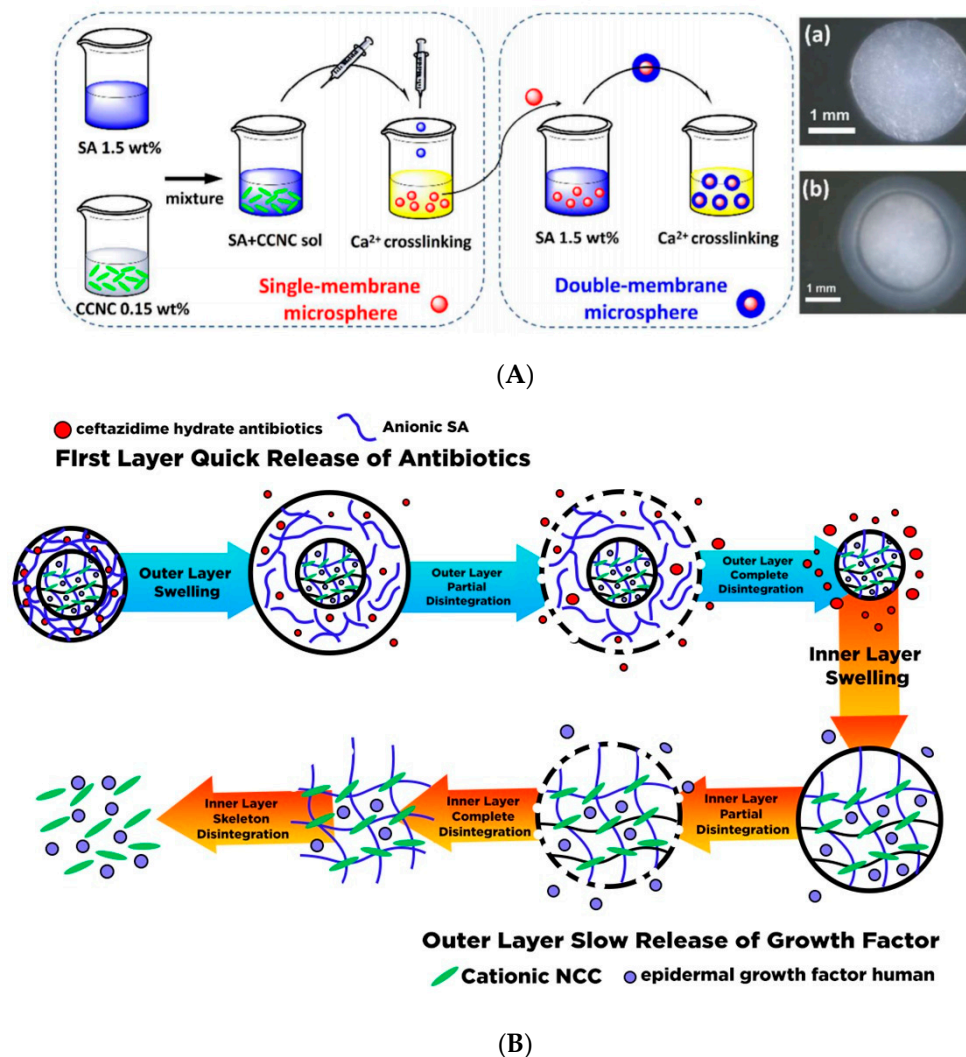 SA 1.5 wt%
CCNC 0.15 wt%
mixture
SA+CCNC sol
Ca²⁺ crosslinking
Single-membrane
microsphere
SA 1.5 wt%
Ca²⁺ crosslinking
Double-membrane
microsphere
(a)
1 mm
(b)
1 mm
(A)
ceftazidime hydrate antibiotics
Anionic SA
FIrst Layer Quick Release of Antibiotics
Outer Layer
Swelling
Outer Layer
Partial
Disintegration
Outer Layer
Complete
Disintegration
Inner Layer
Swelling
Inner Layer
Partial
Disintegration
Inner Layer
Complete
Disintegration
Inner Layer
Skeleton
Disintegration
Outer Layer Slow Release of Growth Factor
Cationic NCC
epidermal growth factor human
(B)